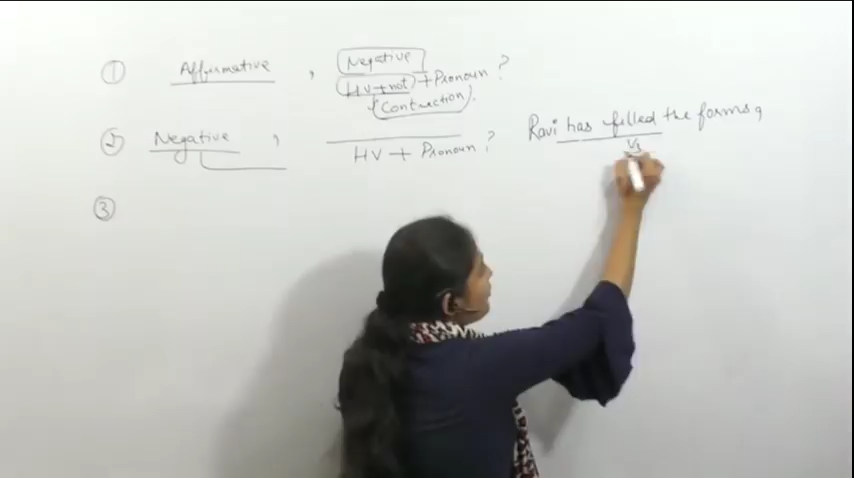 ① Affirmative , Negative
HV+not + Pronoun ?
(Contraction).
② Negative , HV + Pronoun ?
Ravi has filled the forms,
V3
③